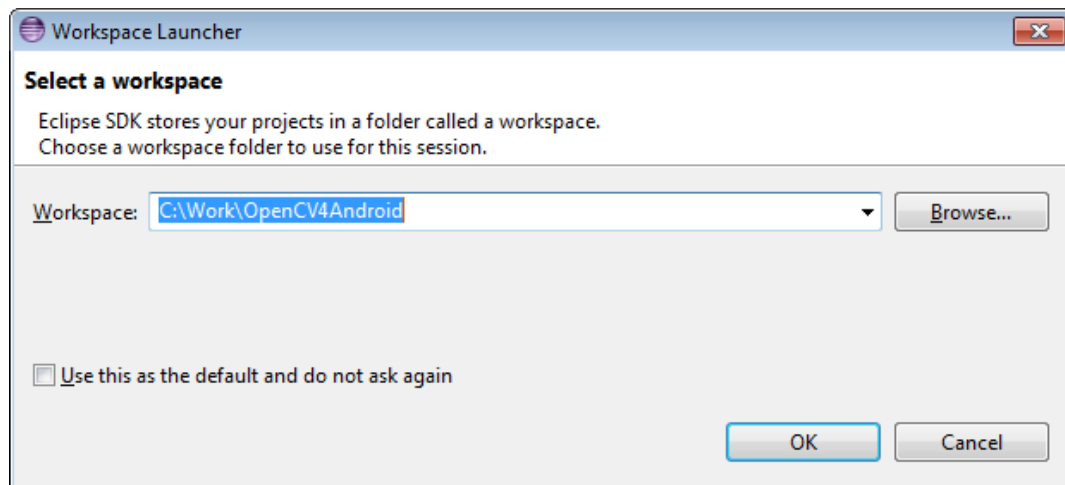 Workspace Launcher
Select a workspace
Eclipse SDK stores your projects in a folder called a workspace.
Choose a workspace folder to use for this session.
Workspace: C:\Work\OpenCV4Android Browse...
Use this as the default and do not ask again
OK Cancel